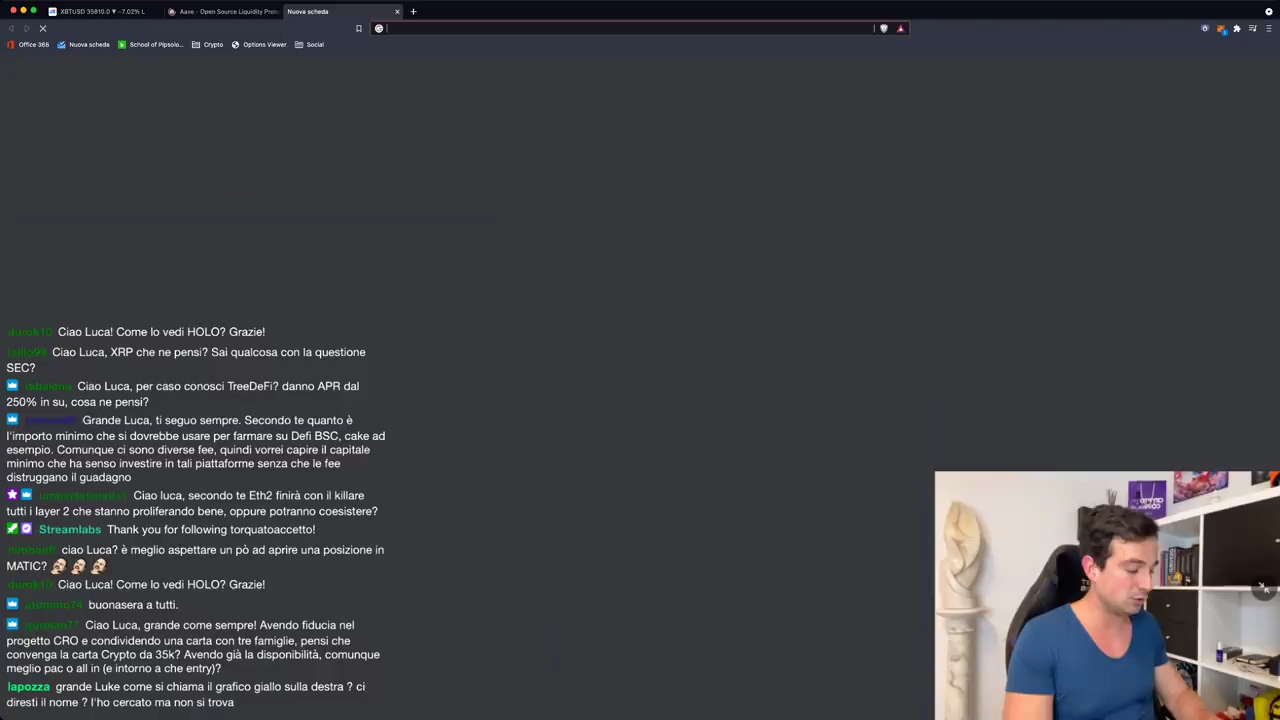 XBTUSD 35810.0 ▼ −7.02% L
Aave - Open Source Liquidity Proto
Nuova scheda
Office 365
Nuova scheda
School of Pipsolo...
Crypto
Options Viewer
Social
durok10 Ciao Luca! Come lo vedi HOLO? Grazie!
Ciao Luca, XRP che ne pensi? Sai qualcosa con la questione
SEC?
Ciao Luca, per caso conosci TreeDeFi? danno APR dal
250% in su, cosa ne pensi?
Grande Luca, ti seguo sempre. Secondo te quanto è
l'importo minimo che si dovrebbe usare per farmare su Defi BSC, cake ad
esempio. Comunque ci sono diverse fee, quindi vorrei capire il capitale
minimo che ha senso investire in tali piattaforme senza che le fee
distruggano il guadagno
Ciao luca, secondo te Eth2 finirà con il killare
tutti i layer 2 che stanno proliferando bene, oppure potranno coesistere?
Streamlabs Thank you for following torquatoaccetto!
ciao Luca? è meglio aspettare un pò ad aprire una posizione in
MATIC?
durok10 Ciao Luca! Come lo vedi HOLO? Grazie!
atomino74 buonasera a tutti.
Ciao Luca, grande come sempre! Avendo fiducia nel
progetto CRO e condividendo una carta con tre famiglie, pensi che
convenga la carta Crypto da 35k? Avendo già la disponibilità, comunque
meglio pac o all in (e intorno a che entry)?
lapozza grande Luke come si chiama il grafico giallo sulla destra ? ci
diresti il nome ? l'ho cercato ma non si trova